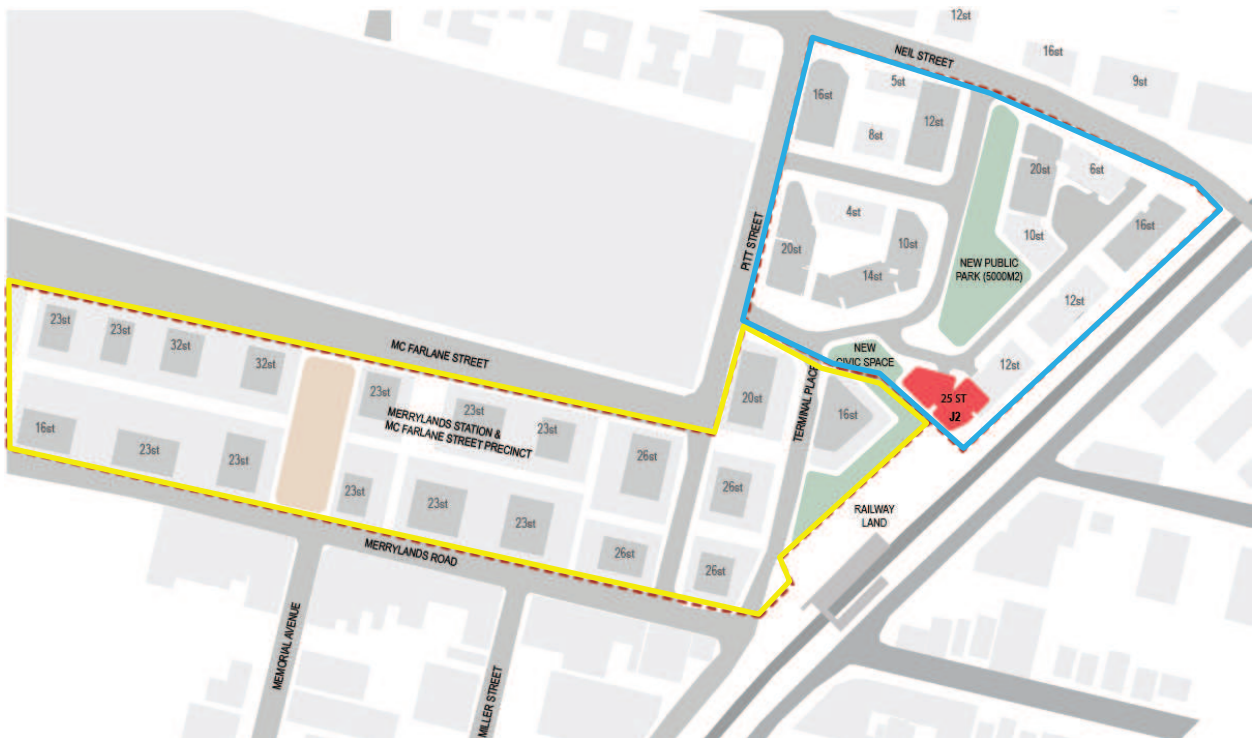 12st
16st
9st
NEIL STREET
5st
16st
12st
8st
20st
6st
4st
10st
16st
10st
20st
14st
PITT STREET
NEW PUBLIC
PARK (5000M2)
12st
12st
NEW
CIVIC SPACE
25 ST
J2
23st
23st
32st
32st
MC FARLANE STREET
23st
23st
23st
MERRYLANDS STATION &
MC FARLANE STREET PRECINCT
20st
TERMINAL PLACE
16st
16st
23st
23st
26st
23st
23st
23st
26st
26st
26st
RAILWAY
LAND
MERRYLANDS ROAD
MEMORIAL AVENUE
MILLER STREET